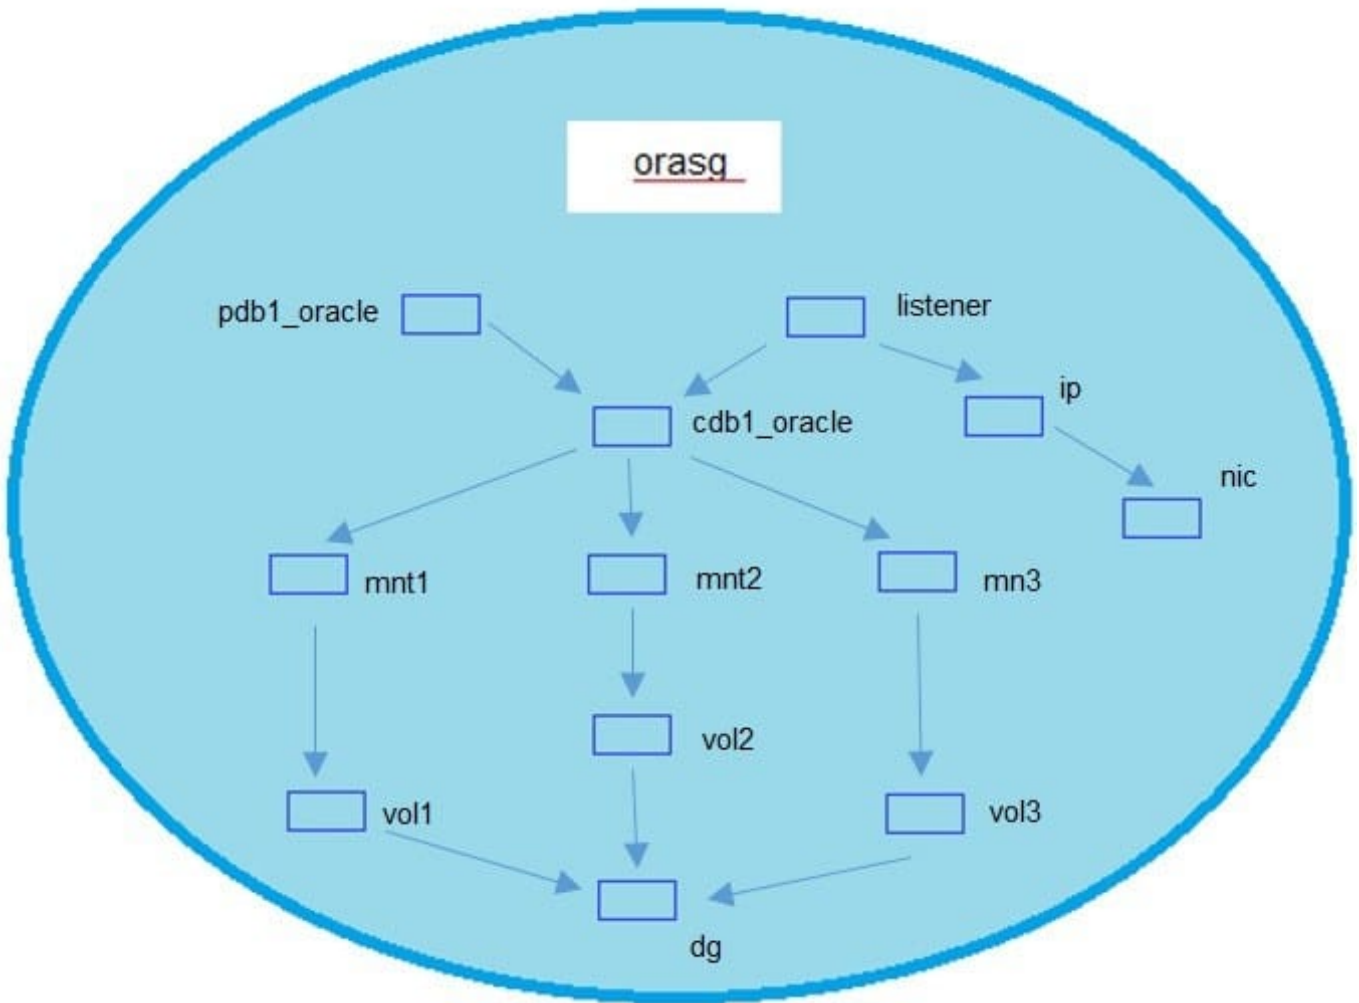 orasg
pdb1_oracle
listener
ip
cdb1_oracle
nic
mnt1
mnt2
mn3
vol2
vol1
vol3
dg